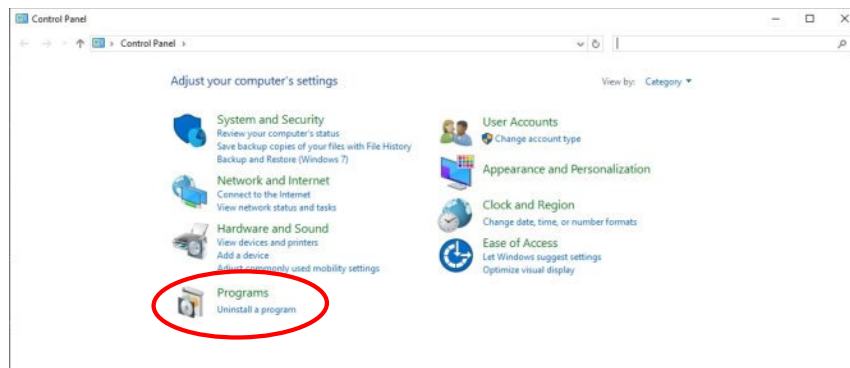 Control Panel
Control Panel
Adjust your computer's settings
View by: Category
System and Security
Review your computer's status
Save backup copies of your files with File History
Backup and Restore (Windows 7)
Network and Internet
Connect to the Internet
View network status and tasks
Hardware and Sound
View devices and printers
Add a device
Adjust commonly used mobility settings
Programs
Uninstall a program
User Accounts
Change account type
Appearance and Personalization
Clock and Region
Change date, time, or number formats
Ease of Access
Let Windows suggest settings
Optimize visual display